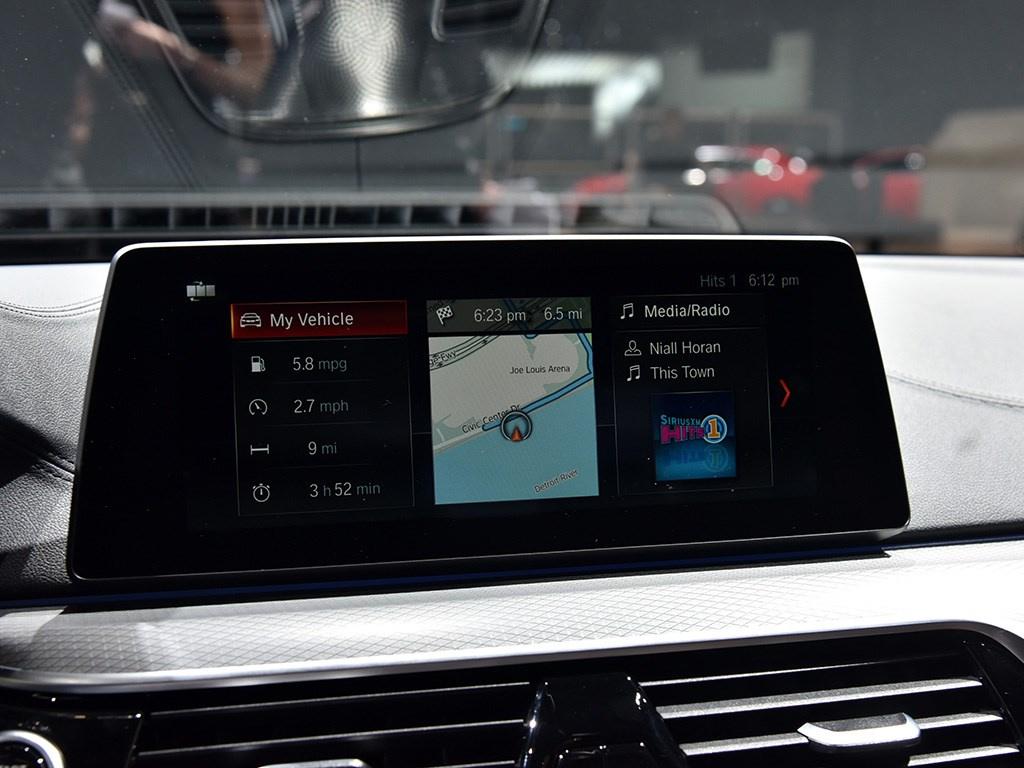 Hits 1 6:12 pm
My Vehicle
5.8 mpg
2.7 mph
9 mi
3 h 52 min
6:23 pm 6.5 mi
Fwy
Joe Louis Arena
Civic Center Dr
Detroit River
Media/Radio
Niall Horan
This Town
SIRIUSXM
HITS 1